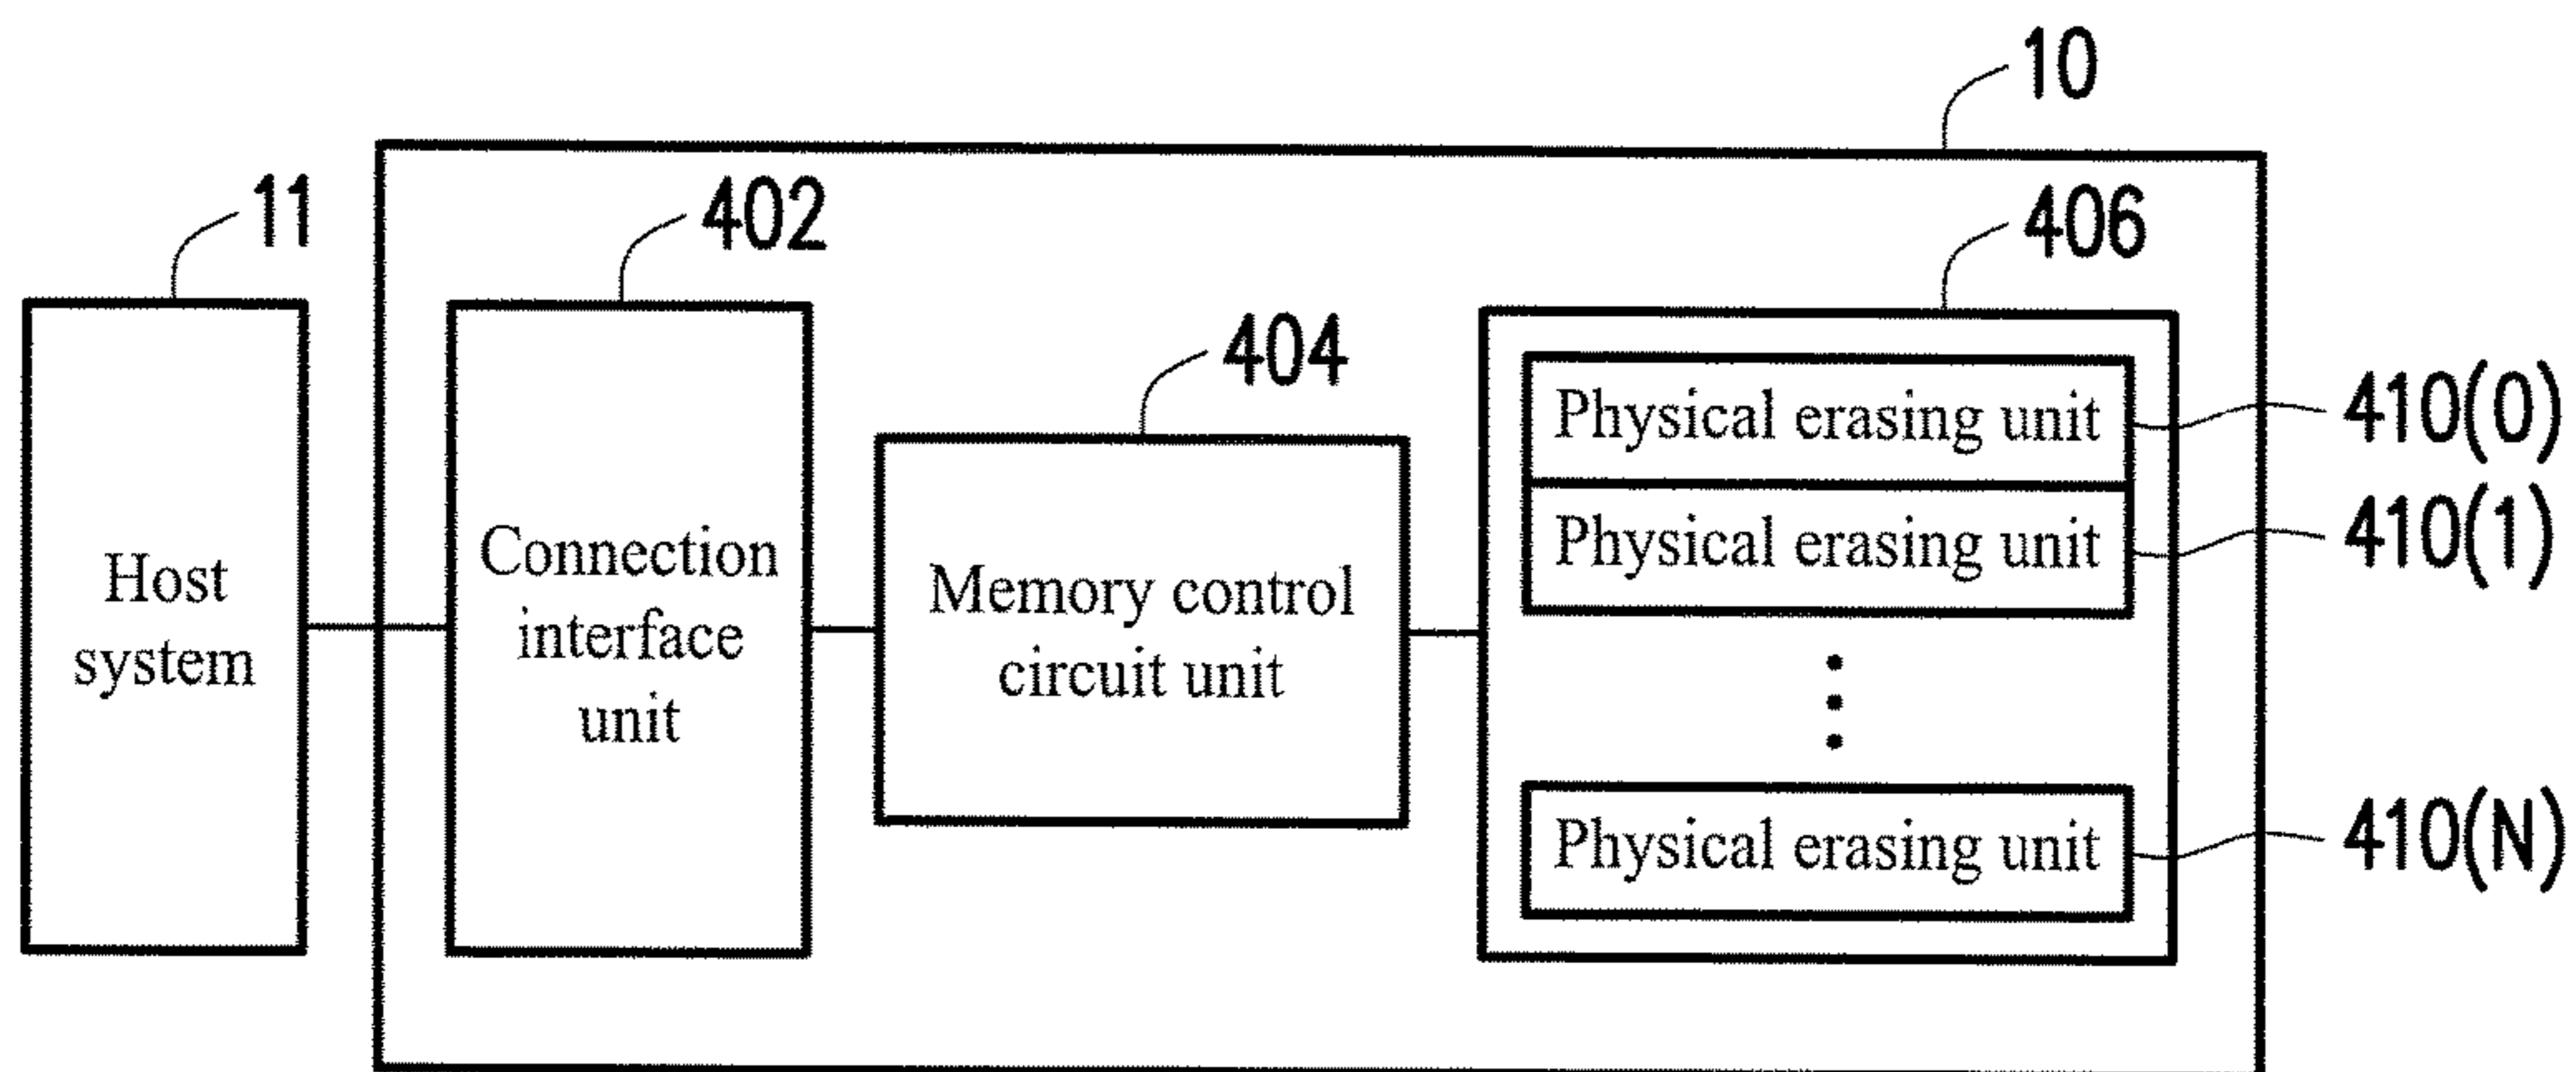 10
11
402
406
404
Physical erasing unit
410(0)
Physical erasing unit
410(1)
Host
system
Connection
interface
unit
Memory control
circuit unit
Physical erasing unit
410(N)